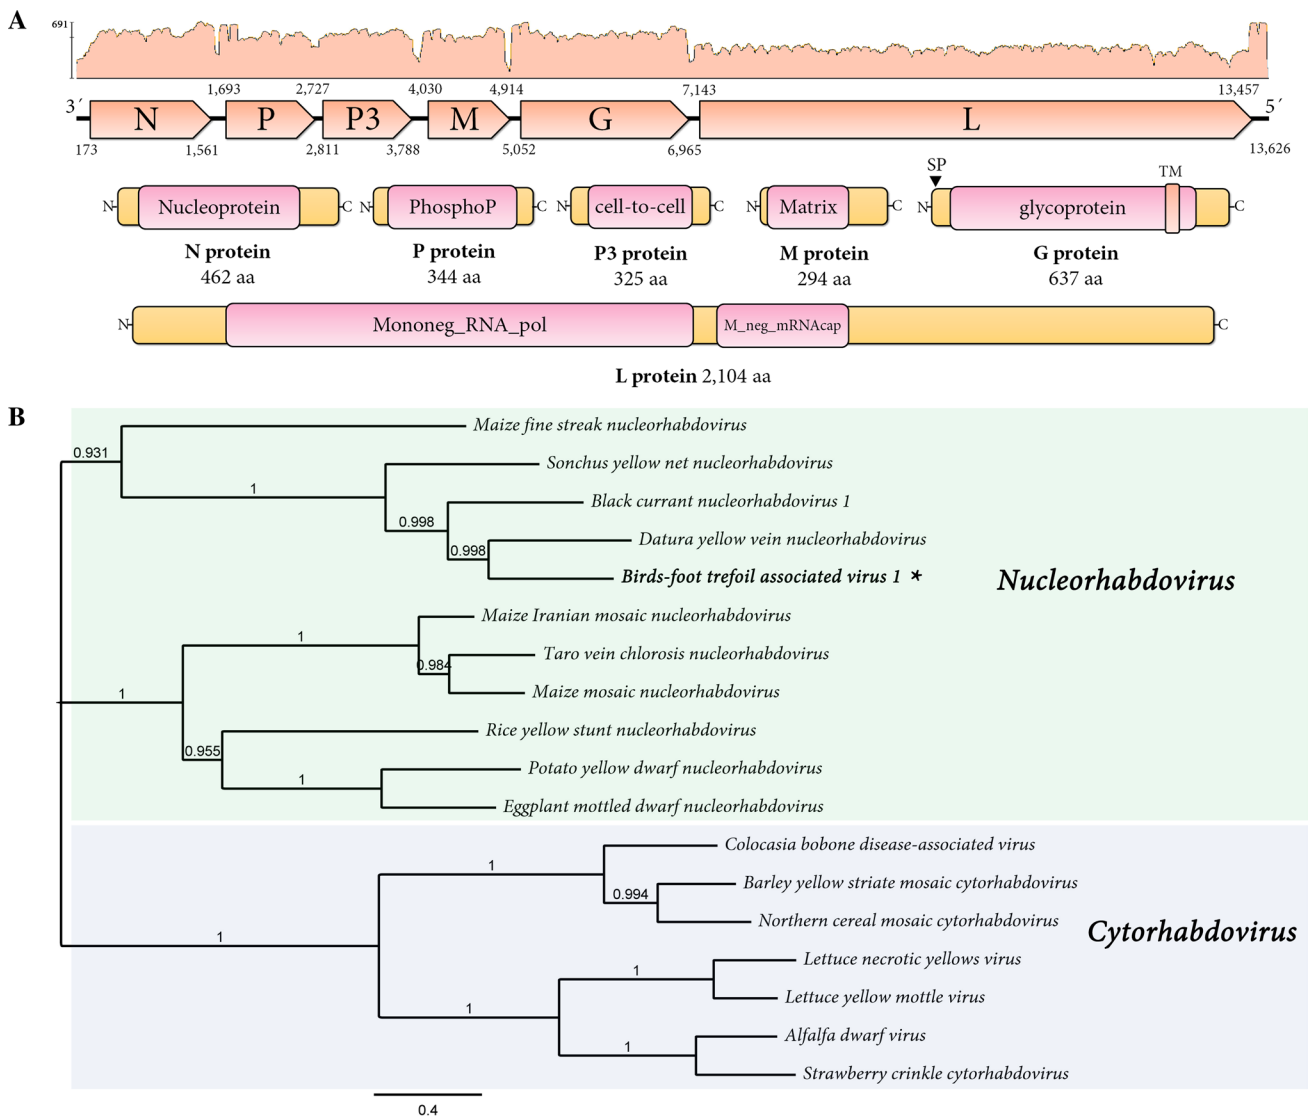 A
691
1,693 2,727 4,030 4,914 7,143 13,457
3´ N P P3 M G L 5´
173 1,561 2,811 3,788 5,052 6,965 13,626
SP TM
N Nucleoprotein C N PhosphoP C N cell-to-cell C N Matrix C N glycoprotein C
N protein P protein P3 protein M protein G protein
462 aa 344 aa 325 aa 294 aa 637 aa
N Mononeg_RNA_pol M_neg_mRNAcap C
L protein 2,104 aa
B
Maize fine streak nucleorhabdovirus
0.931
Sonchus yellow net nucleorhabdovirus
1
Black currant nucleorhabdovirus 1
0.998
Datura yellow vein nucleorhabdovirus
0.998
Birds-foot trefoil associated virus 1 *
Nucleorhabdovirus
Maize Iranian mosaic nucleorhabdovirus
1
Taro vein chlorosis nucleorhabdovirus
0.984
Maize mosaic nucleorhabdovirus
1
Rice yellow stunt nucleorhabdovirus
0.955
Potato yellow dwarf nucleorhabdovirus
1
Eggplant mottled dwarf nucleorhabdovirus
Colocasia bobone disease-associated virus
1
Barley yellow striate mosaic cytorhabdovirus
0.994
Northern cereal mosaic cytorhabdovirus
Cytorhabdovirus
1
Lettuce necrotic yellows virus
1
Lettuce yellow mottle virus
1
Alfalfa dwarf virus
1
Strawberry crinkle cytorhabdovirus
0.4